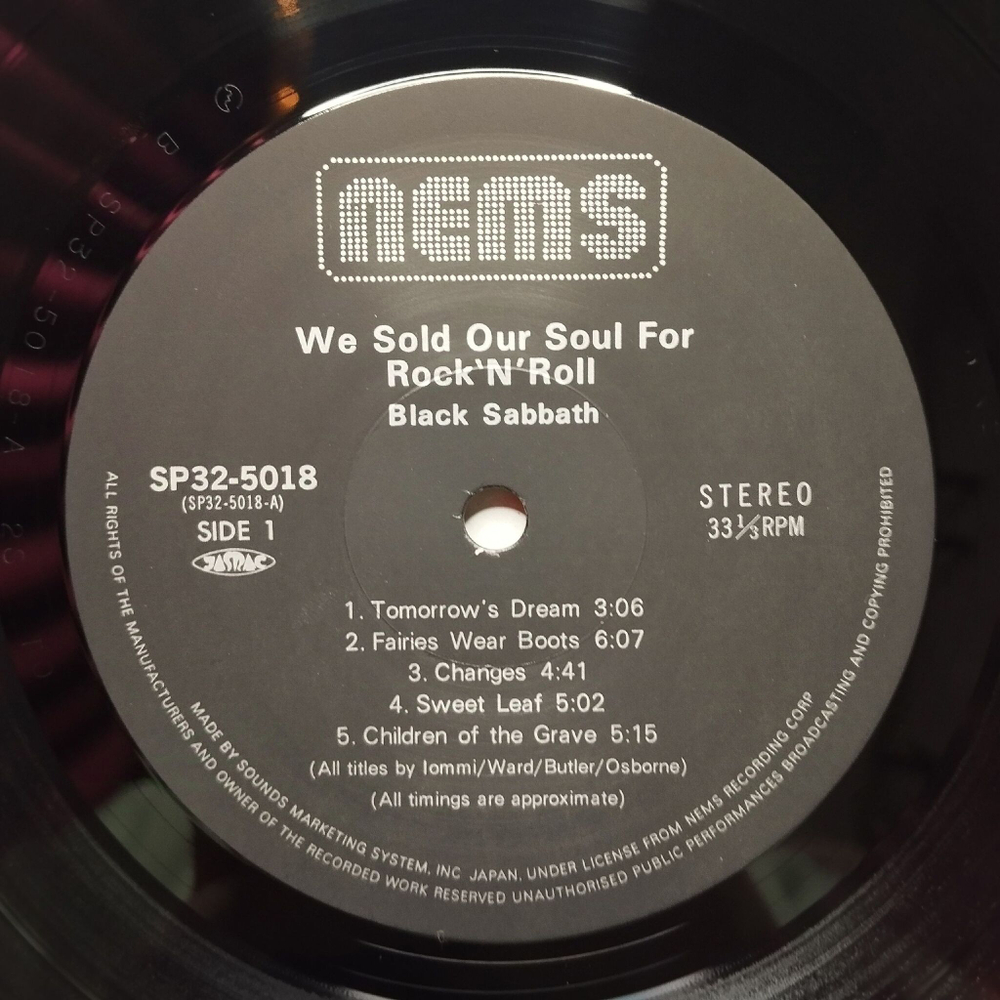 nems
We Sold Our Soul For
Rock'N'Roll
Black Sabbath
SP32-5018
(SP32-5018-A)
SIDE 1
JASRAC
STEREO
33 1/3 RPM
1. Tomorrow's Dream 3:06
2. Fairies Wear Boots 6:07
3. Changes 4:41
4. Sweet Leaf 5:02
5. Children of the Grave 5:15
(All titles by Iommi/Ward/Butler/Osborne)
(All timings are approximate)
MADE BY SOUNDS MARKETING SYSTEM, INC JAPAN, UNDER LICENSE FROM NEMS RECORDING CORP
ALL RIGHTS OF THE MANUFACTURERS AND OWNER OF THE RECORDED WORK RESERVED UNAUTHORISED PUBLIC PERFORMANCES BROADCASTING AND COPYING PROHIBITED
B SP32-5018-A